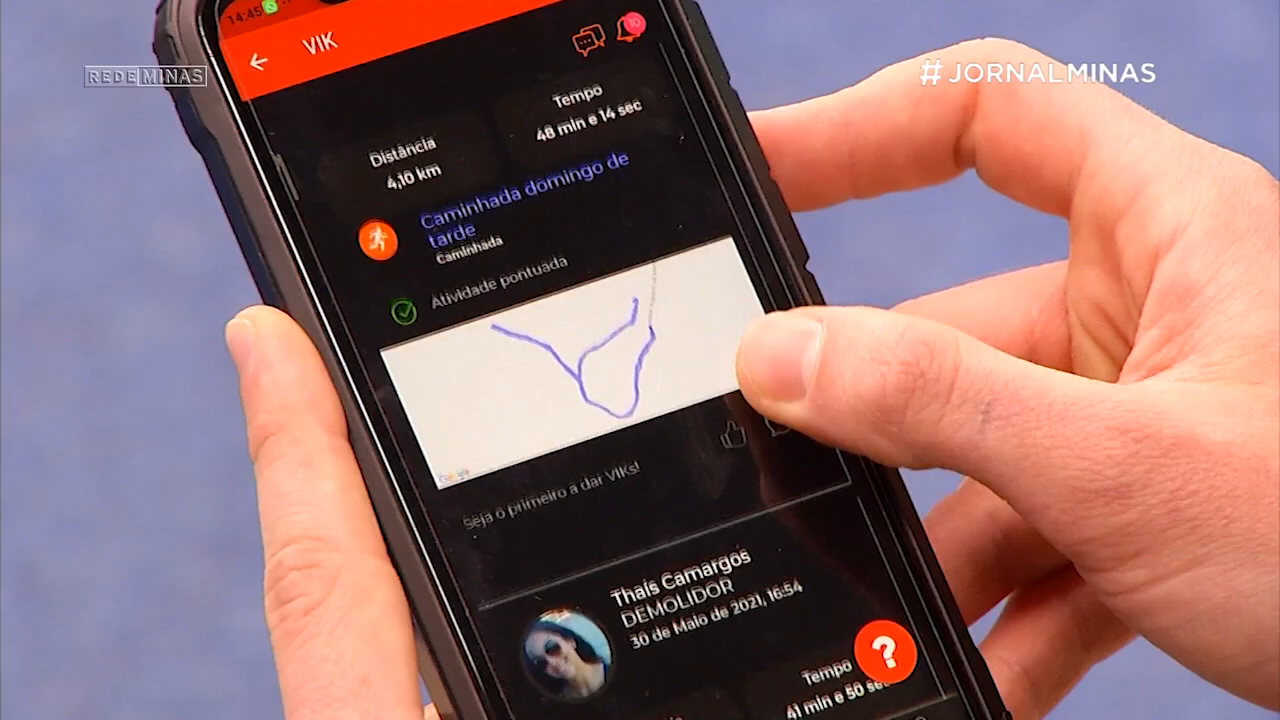 14:45
VIK
10
REDE MINAS
#JORNALMINAS
Distância
4,10 km
Tempo
48 min e 14 sec
Caminhada domingo de
tarde
Caminhada
Atividade pontuada
Google
Seja o primeiro a dar VIKs!
Thaís Camargos
DEMOLIDOR
30 de Maio de 2021, 16:54
?
Tempo
41 min e 50 sec